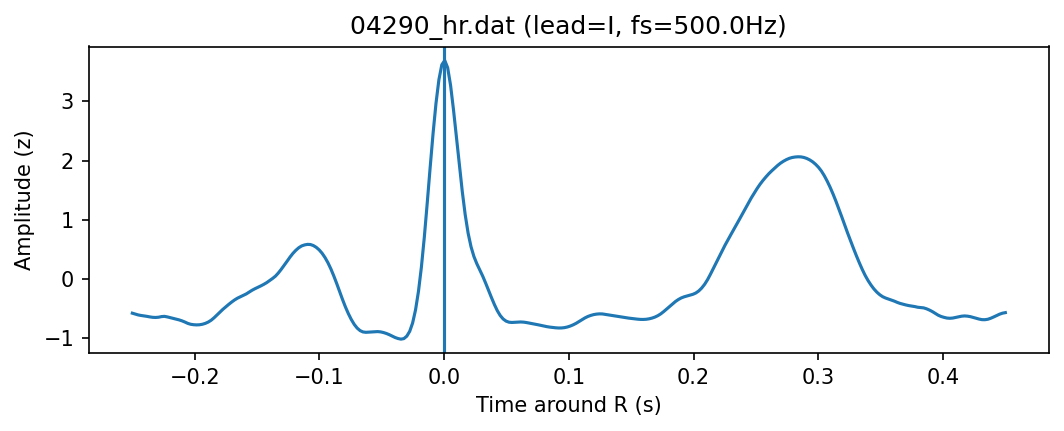 04290_hr.dat (lead=I, fs=500.0Hz)
Amplitude (z)
3
2
1
0
−1
−0.2 −0.1 0.0 0.1 0.2 0.3 0.4
Time around R (s)